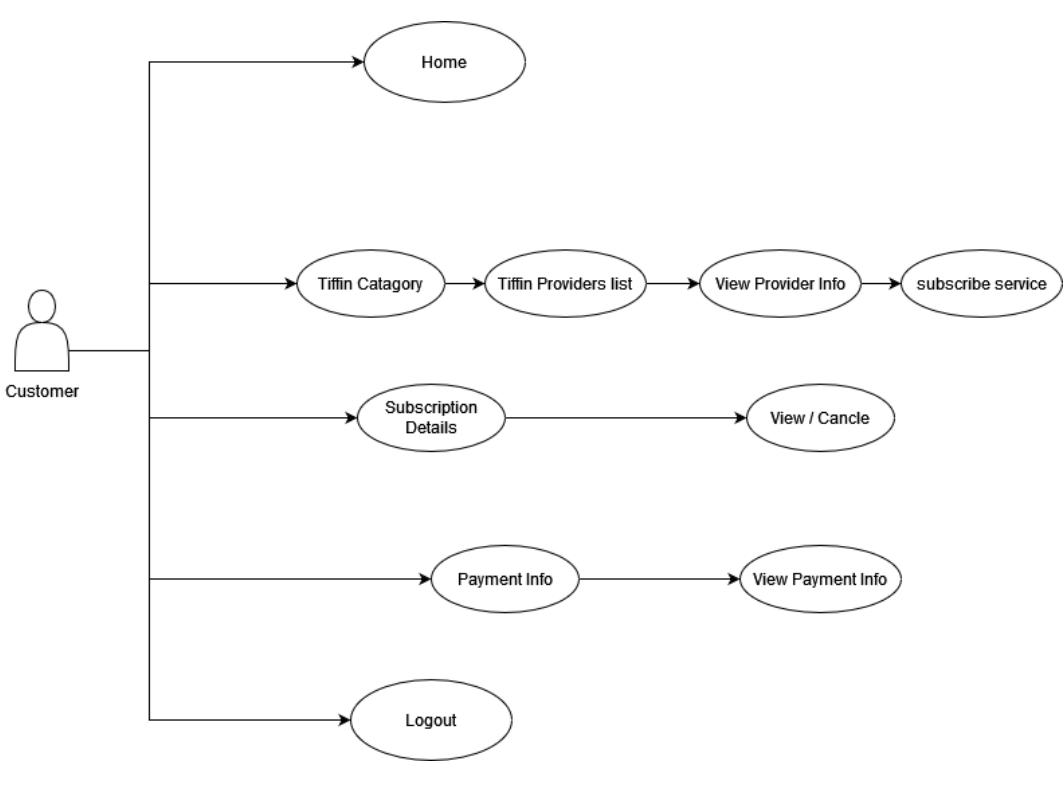 Home
Tiffin Catagory
Tiffin Providers list
View Provider Info
subscribe service
Customer
Subscription
Details
View / Cancle
Payment Info
View Payment Info
Logout